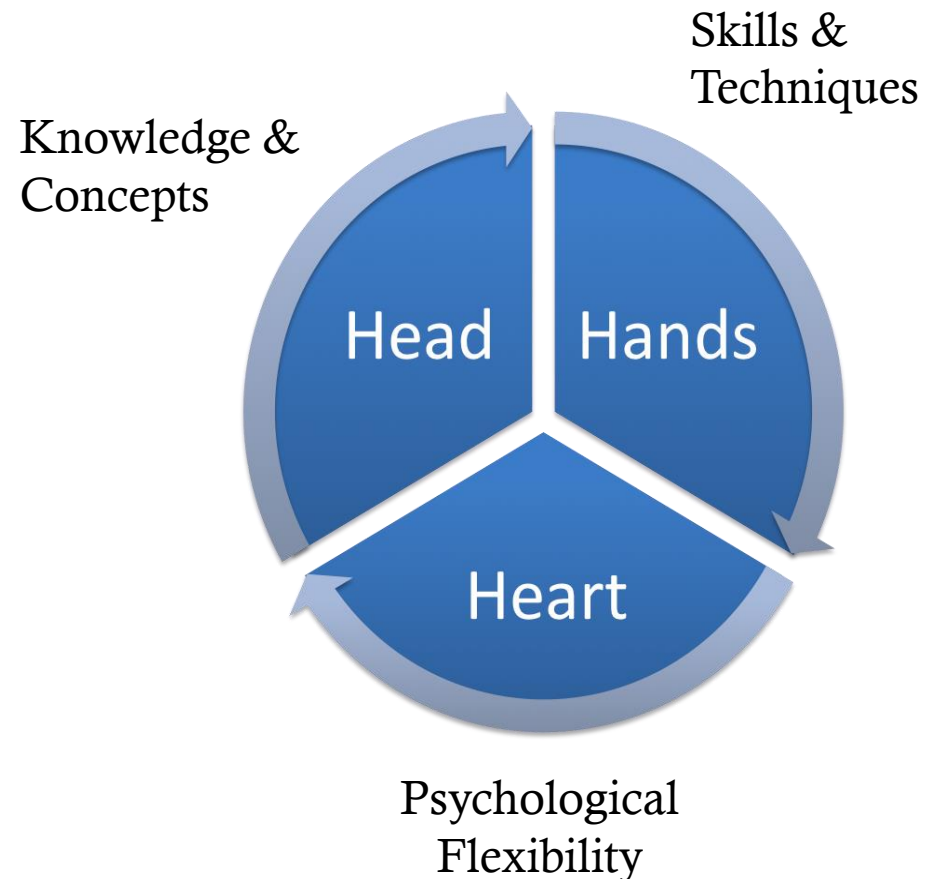 Skills &
Techniques
Knowledge &
Concepts
Head
Hands
Heart
Psychological
Flexibility